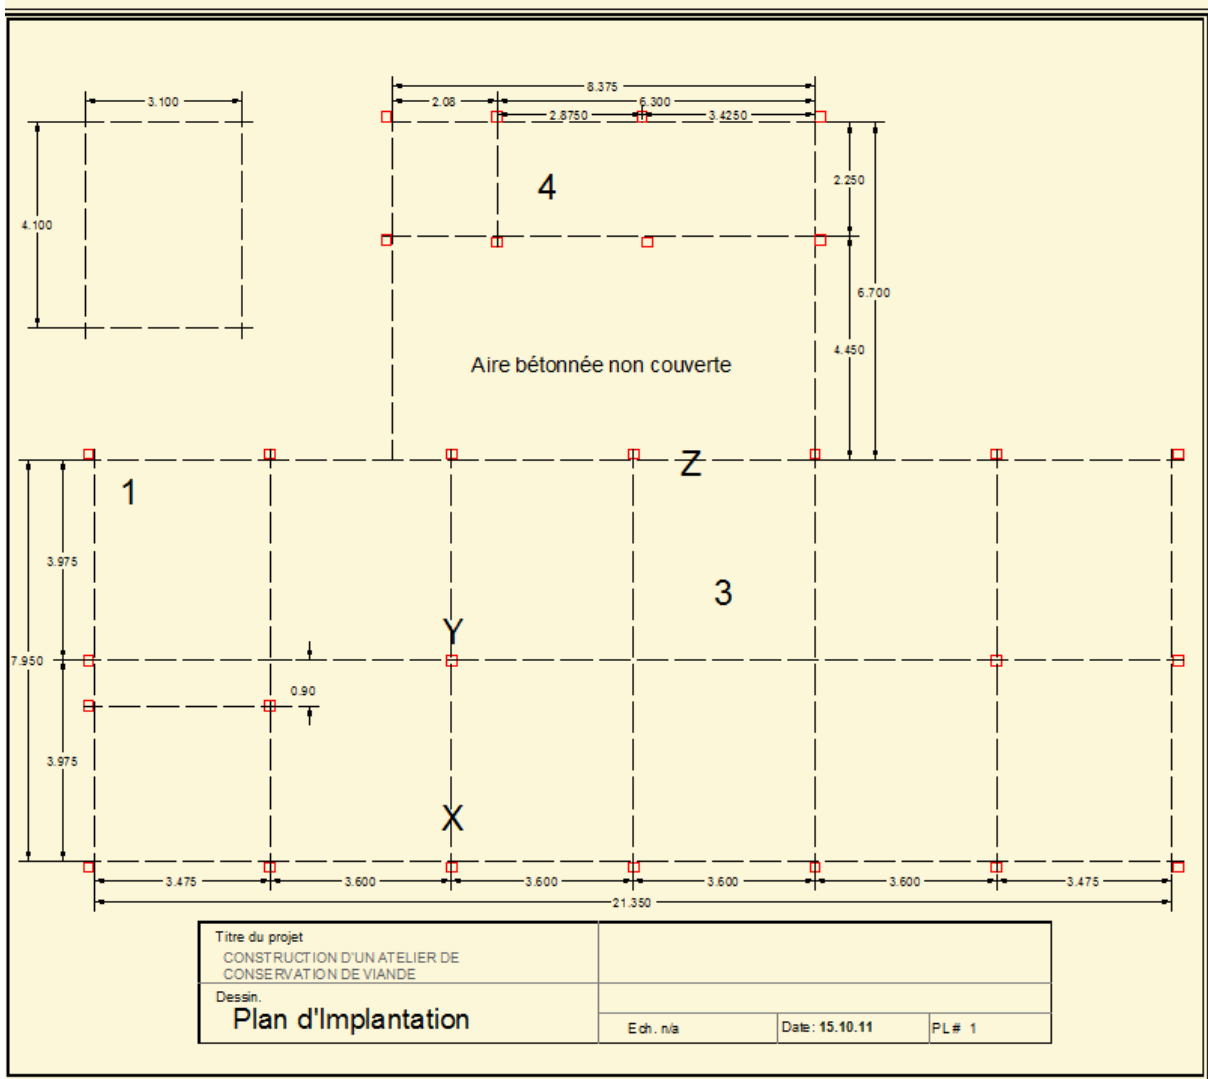 8.375
3.100
2.08
6.300
2.8750
3.4250
4
2.250
4.100
6.700
Aire bétonnée non couverte
4.450
Z
1
3.975
3
Y
7.950
0.90
3.975
X
3.475
3.600
3.600
3.600
3.600
3.475
21.350
Titre du projet
CONSTRUCTION D'UN ATELIER DE
CONSERVATION DE VIANDE
Dessin.
Plan d'Implantation
Ech. n/a
Date: 15.10.11
PL# 1